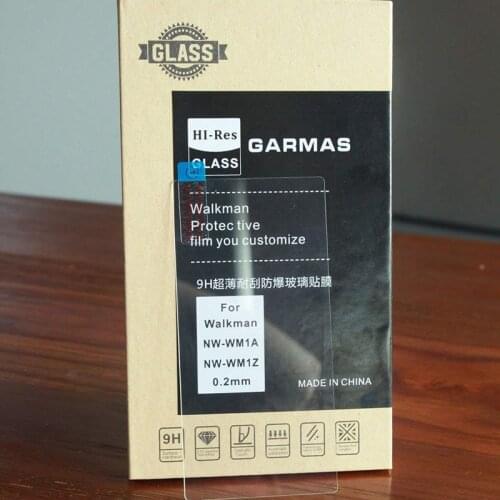 GLASS
HI-Res
GLASS
GARMAS
Walkman
Protec tive
film you customize
9H超薄耐刮防爆玻璃贴膜
For
Walkman
NW-WM1A
NW-WM1Z
0.2mm
MADE IN CHINA
9H